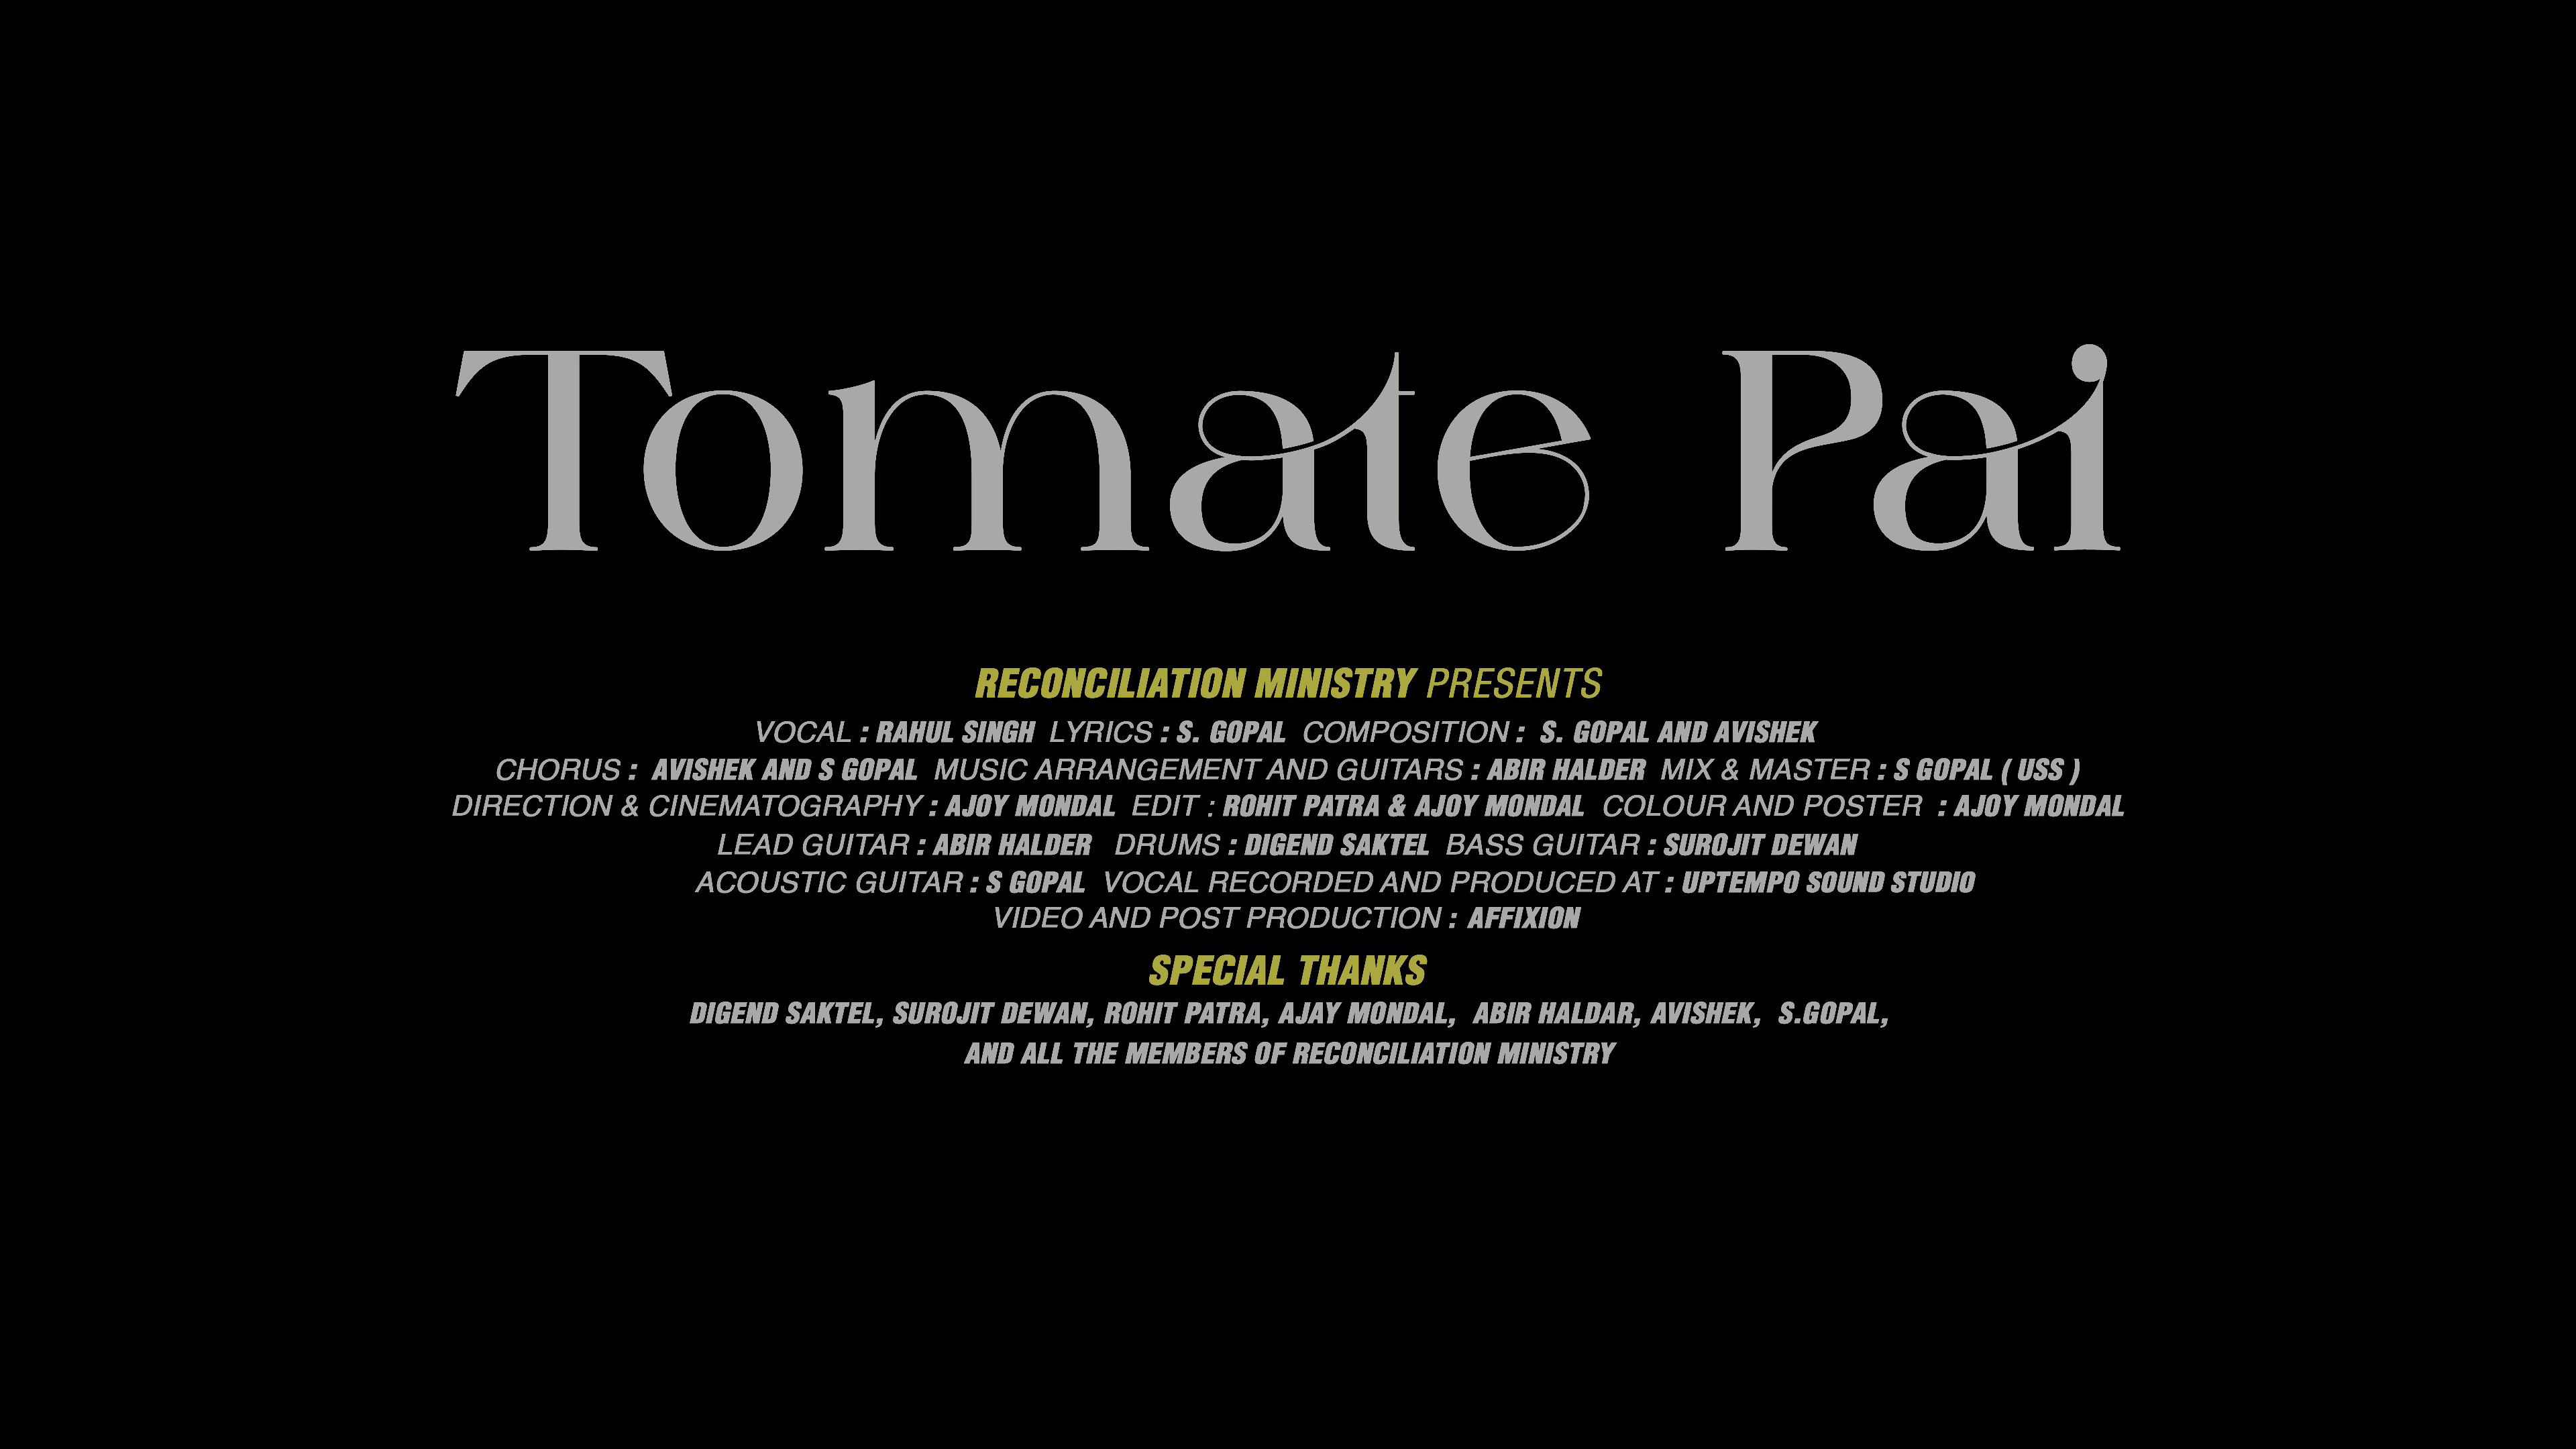 Tomate Pai
RECONCILIATION MINISTRY PRESENTS
VOCAL : RAHUL SINGH LYRICS : S. GOPAL COMPOSITION : S. GOPAL AND AVISHEK
CHORUS : AVISHEK AND S GOPAL MUSIC ARRANGEMENT AND GUITARS : ABIR HALDER MIX & MASTER : S GOPAL ( USS )
DIRECTION & CINEMATOGRAPHY : AJOY MONDAL EDIT : ROHIT PATRA & AJOY MONDAL COLOUR AND POSTER : AJOY MONDAL
LEAD GUITAR : ABIR HALDER DRUMS : DIGEND SAKTEL BASS GUITAR : SUROJIT DEWAN
ACOUSTIC GUITAR : S GOPAL VOCAL RECORDED AND PRODUCED AT : UPTEMPO SOUND STUDIO
VIDEO AND POST PRODUCTION : AFFIXION
SPECIAL THANKS
DIGEND SAKTEL, SUROJIT DEWAN, ROHIT PATRA, AJAY MONDAL, ABIR HALDAR, AVISHEK, S.GOPAL,
AND ALL THE MEMBERS OF RECONCILIATION MINISTRY